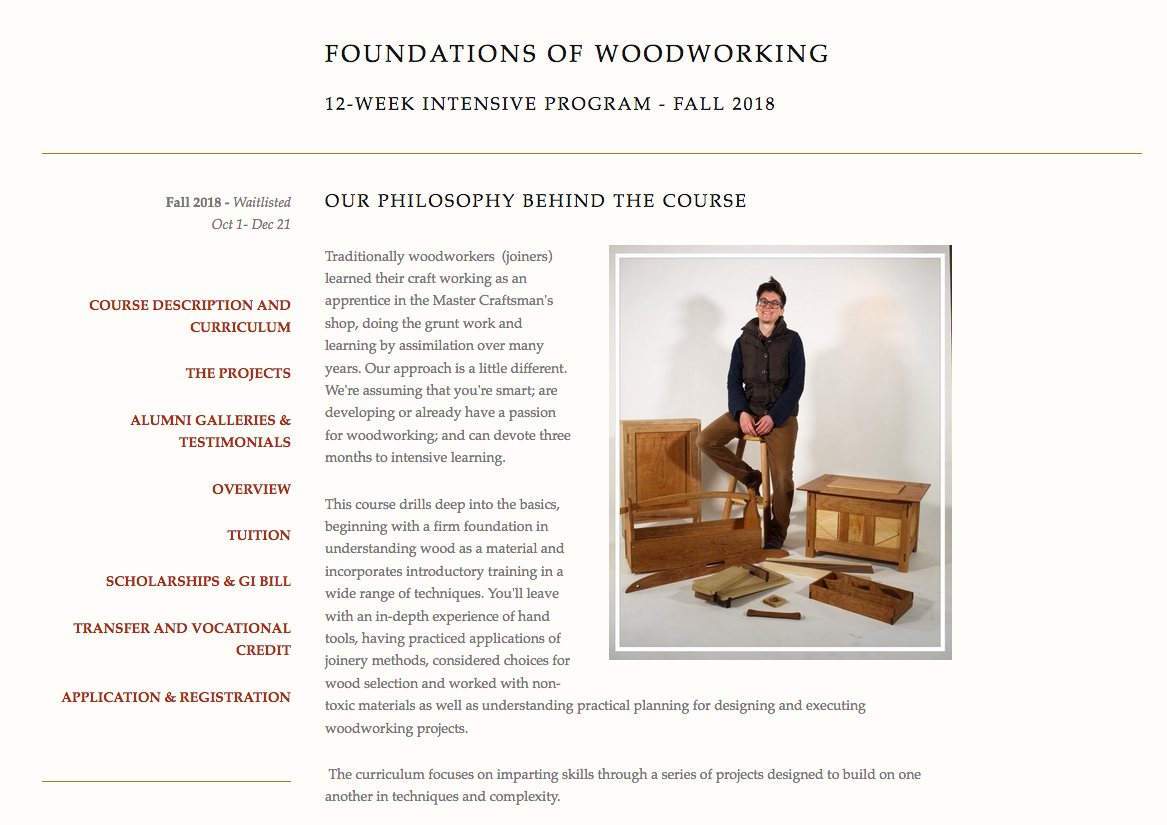 FOUNDATIONS OF WOODWORKING
12-WEEK INTENSIVE PROGRAM - FALL 2018
Fall 2018 - Waitlisted
Oct 1- Dec 21
COURSE DESCRIPTION AND
CURRICULUM
THE PROJECTS
ALUMNI GALLERIES &
TESTIMONIALS
OVERVIEW
TUITION
SCHOLARSHIPS & GI BILL
TRANSFER AND VOCATIONAL
CREDIT
APPLICATION & REGISTRATION
OUR PHILOSOPHY BEHIND THE COURSE
Traditionally woodworkers  (joiners)
learned their craft working as an
apprentice in the Master Craftsman's
shop, doing the grunt work and
learning by assimilation over many
years. Our approach is a little different.
We're assuming that you're smart; are
developing or already have a passion
for woodworking; and can devote three
months to intensive learning.
This course drills deep into the basics,
beginning with a firm foundation in
understanding wood as a material and
incorporates introductory training in a
wide range of techniques. You'll leave
with an in-depth experience of hand
tools, having practiced applications of
joinery methods, considered choices for
wood selection and worked with non-
toxic materials as well as understanding practical planning for designing and executing
woodworking projects.
The curriculum focuses on imparting skills through a series of projects designed to build on one
another in techniques and complexity.